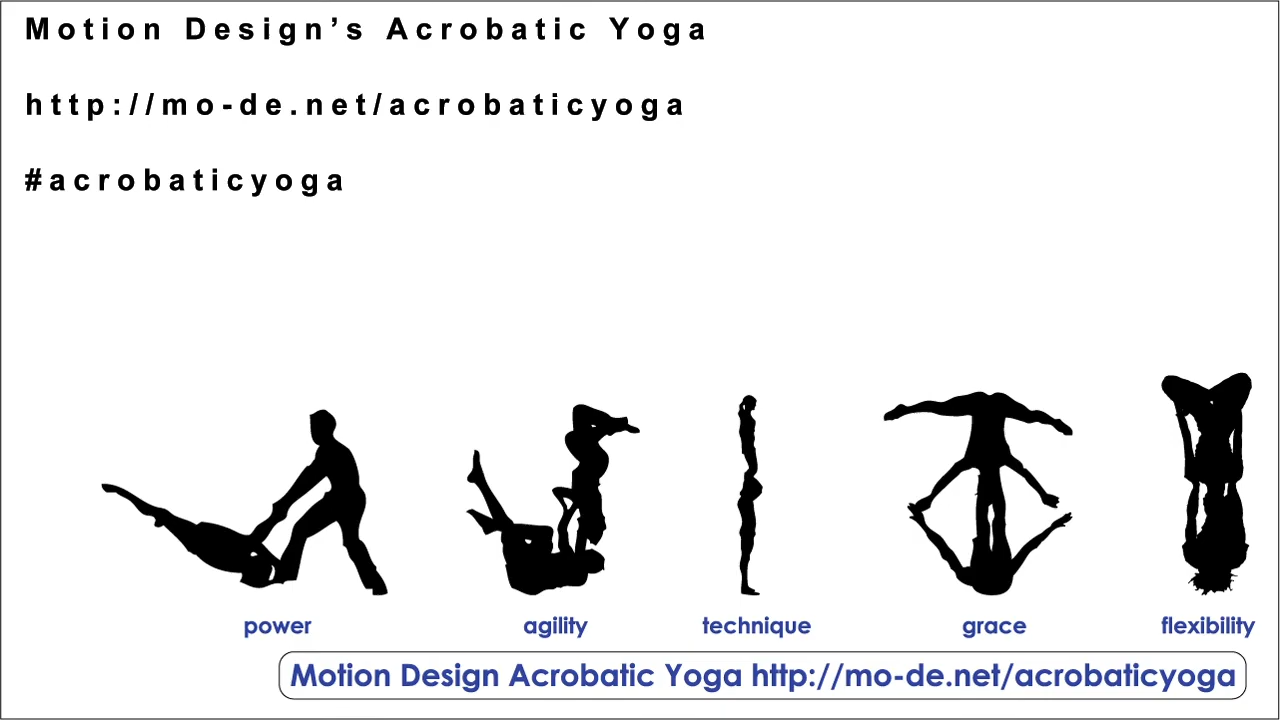 Motion Design’s Acrobatic Yoga
http://mo-de.net/acrobaticyoga
#acrobaticyoga
power agility technique grace flexibility
Motion Design Acrobatic Yoga http://mo-de.net/acrobaticyoga